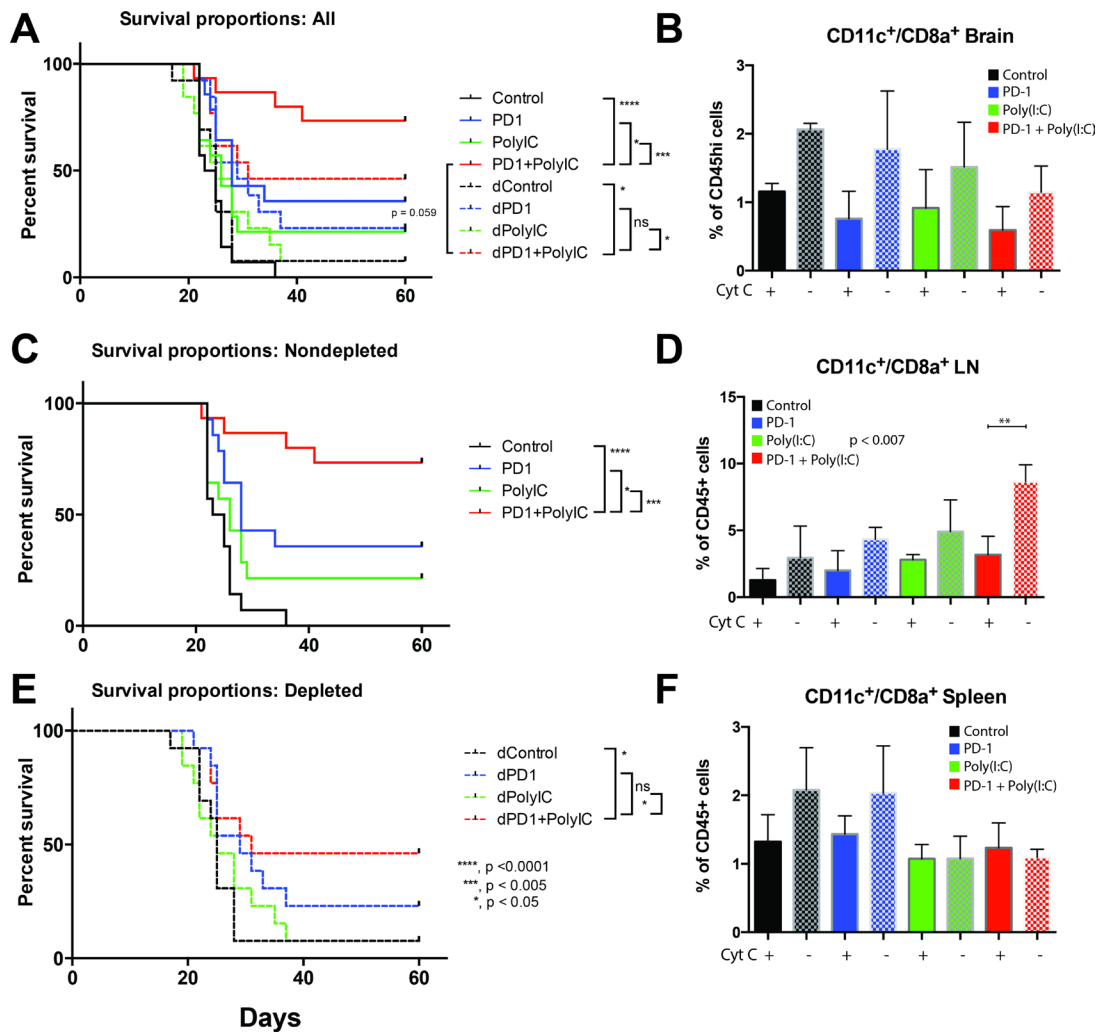 A
Survival proportions: All
Percent survival
100
50
0
0
20
40
60
p = 0.059
Control
PD1
PolyIC
PD1+PolyIC
dControl
dPD1
dPolyIC
dPD1+PolyIC
****
*
***
*
ns
*
B
CD11c+/CD8a+ Brain
% of CD45hi cells
3
2
1
0
Control
PD-1
Poly(I:C)
PD-1 + Poly(I:C)
Cyt C + - + - + - + -
C
Survival proportions: Nondepleted
Percent survival
100
50
0
0
20
40
60
Control
PD1
PolyIC
PD1+PolyIC
****
*
***
D
CD11c+/CD8a+ LN
% of CD45+ cells
15
10
5
0
Control
PD-1
Poly(I:C)
PD-1 + Poly(I:C)
p < 0.007
**
Cyt C + - + - + - + -
E
Survival proportions: Depleted
Percent survival
100
50
0
0
20
40
60
Days
dControl
dPD1
dPolyIC
dPD1+PolyIC
*
ns
*
****, p <0.0001
***, p < 0.005
*, p < 0.05
F
CD11c+/CD8a+ Spleen
% of CD45+ cells
3
2
1
0
Control
PD-1
Poly(I:C)
PD-1 + Poly(I:C)
Cyt C + - + - + - + -